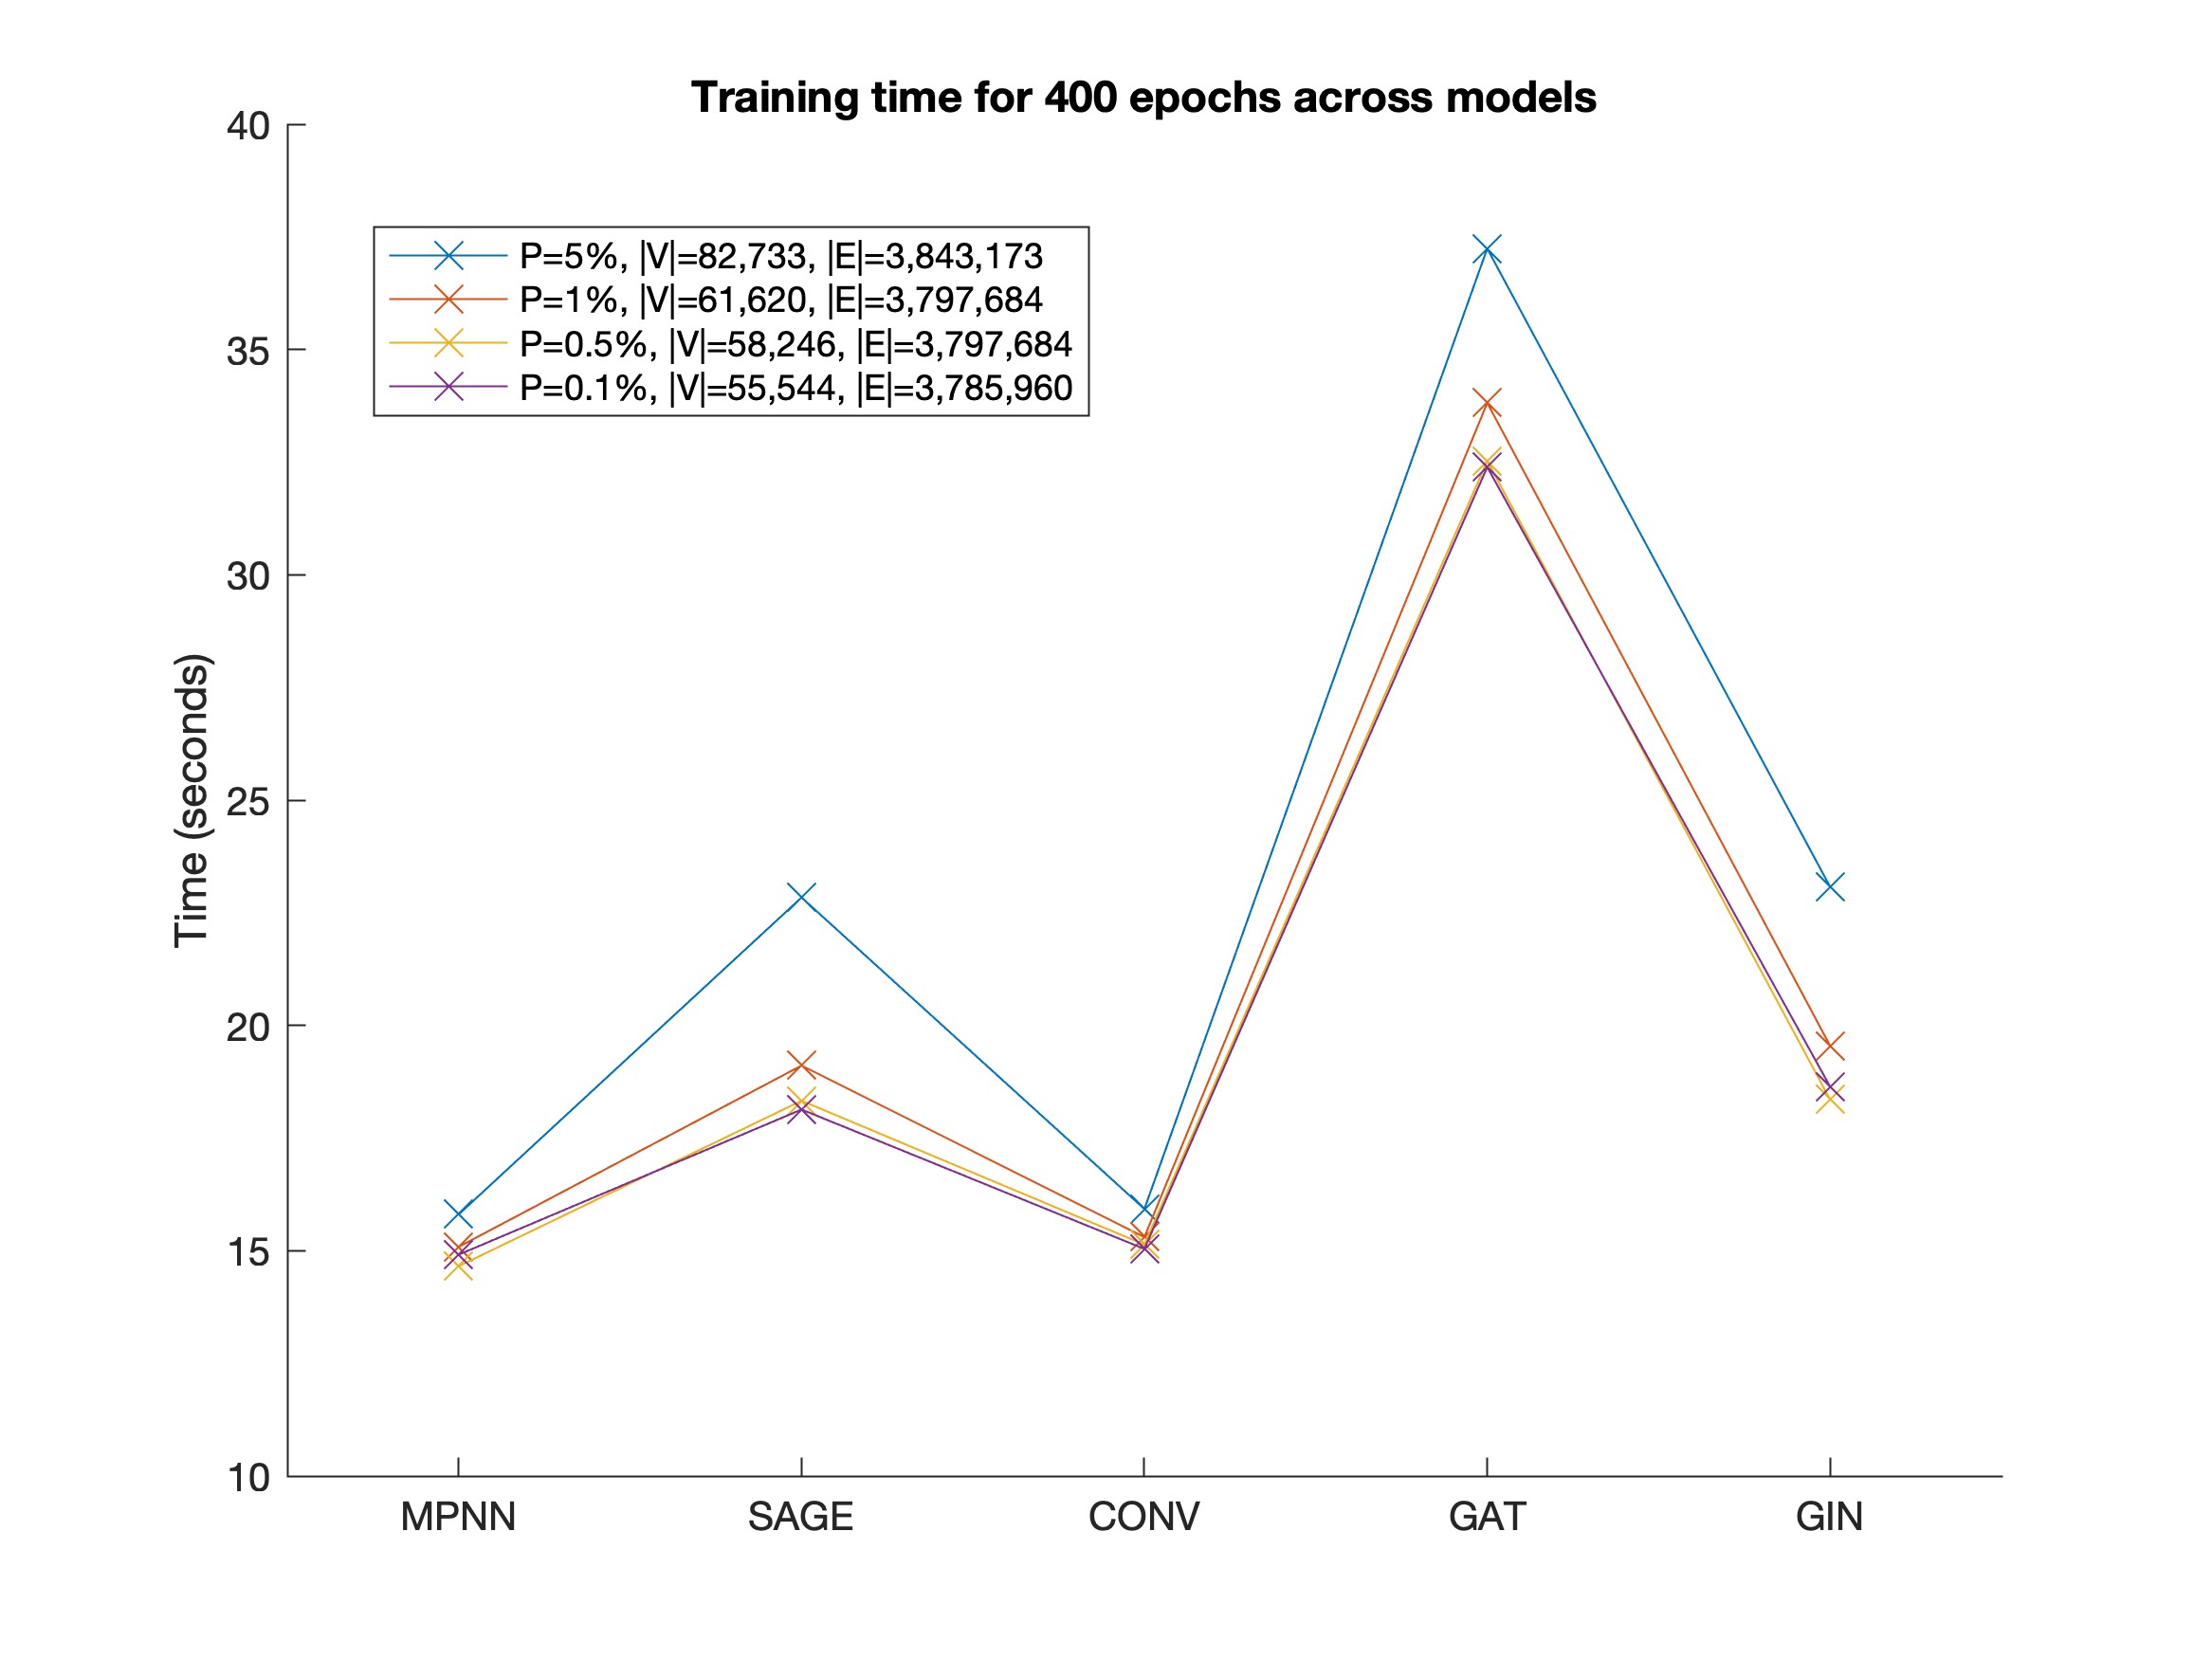 Training time for 400 epochs across models
40
35
30
25
20
15
10
Time (seconds)
P=5%, |V|=82,733, |E|=3,843,173
P=1%, |V|=61,620, |E|=3,797,684
P=0.5%, |V|=58,246, |E|=3,797,684
P=0.1%, |V|=55,544, |E|=3,785,960
MPNN SAGE CONV GAT GIN